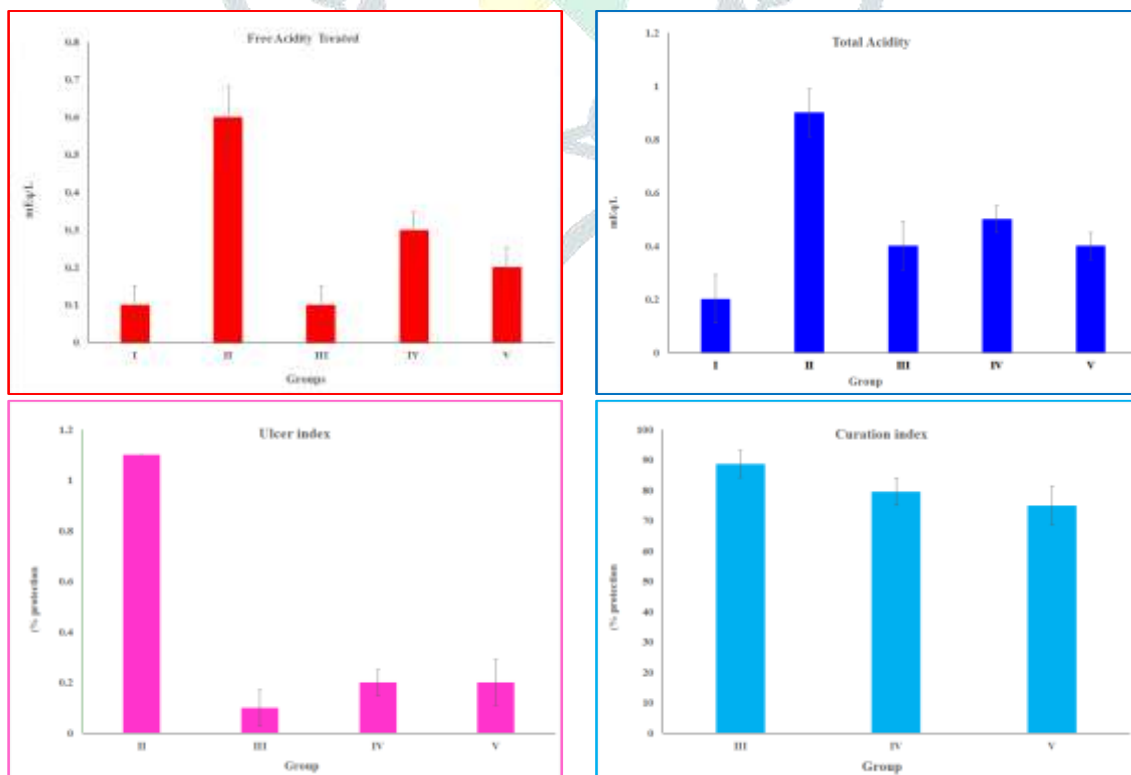 Free Acidity Treated
0.8
0.7
0.6
0.5
0.4
0.3
0.2
0.1
0
mEq/L
I II III IV V
Groups
Total Acidity
1.2
1
0.8
0.6
0.4
0.2
0
mEq/L
I II III IV V
Group
Ulcer index
1.2
1
0.8
0.6
0.4
0.2
0
(% protection
II III IV V
Group
Curation index
100
90
80
70
60
50
40
30
20
10
0
(% protection
III IV V
Group